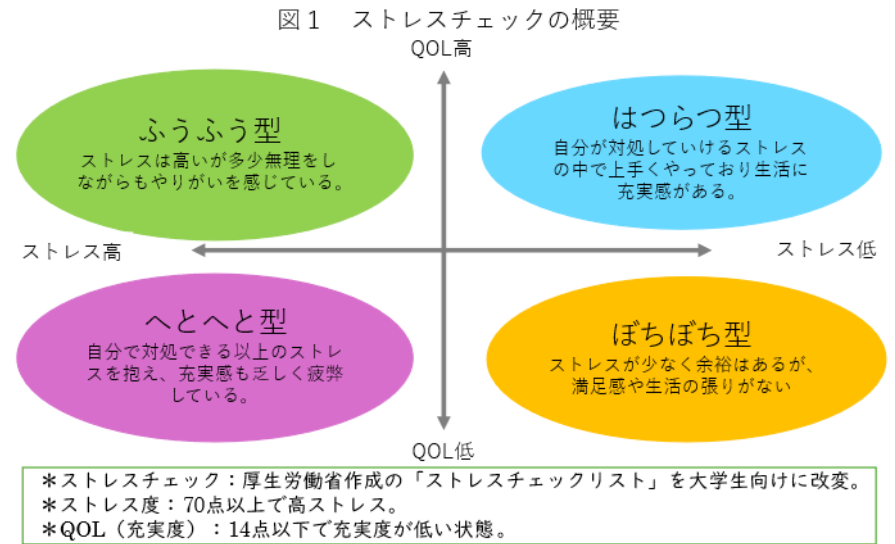 図1 ストレスチェックの概要
QOL高
ふうふう型
ストレスは高いが多少無理をし
ながらもやりがいを感じている。
はつらつ型
自分が対処していけるストレス
の中で上手くやっており生活に
充実感がある。
ストレス高
ストレス低
へとへと型
自分で対処できる以上のストレ
スを抱え、充実感も乏しく疲弊
している。
ぼちぼち型
ストレスが少なく余裕はあるが、
満足感や生活の張りがない
QOL低
＊ストレスチェック：厚生労働省作成の「ストレスチェックリスト」を大学生向けに改変。
＊ストレス度：70点以上で高ストレス。
＊QOL（充実度）：14点以下で充実度が低い状態。